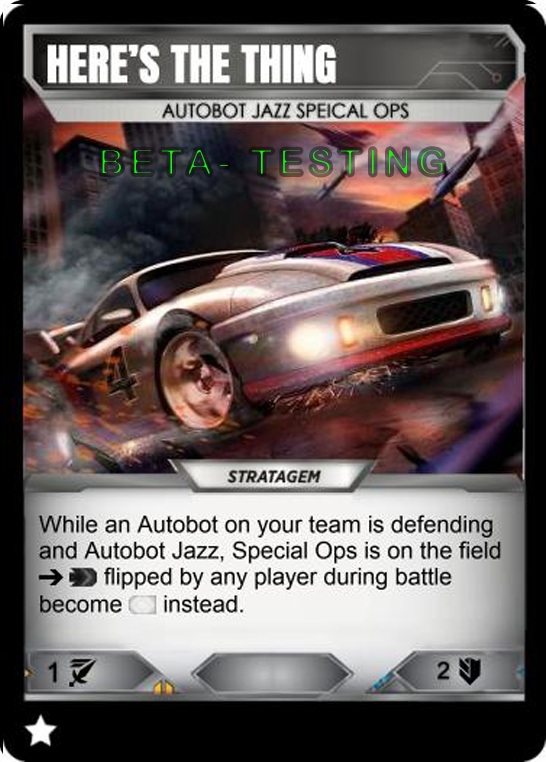 HERE'S THE THING
AUTOBOT JAZZ SPEICAL OPS
BETA- TESTING
4
STRATAGEM
While an Autobot on your team is defending
and Autobot Jazz, Special Ops is on the field
→ flipped by any player during battle
become instead.
1 2